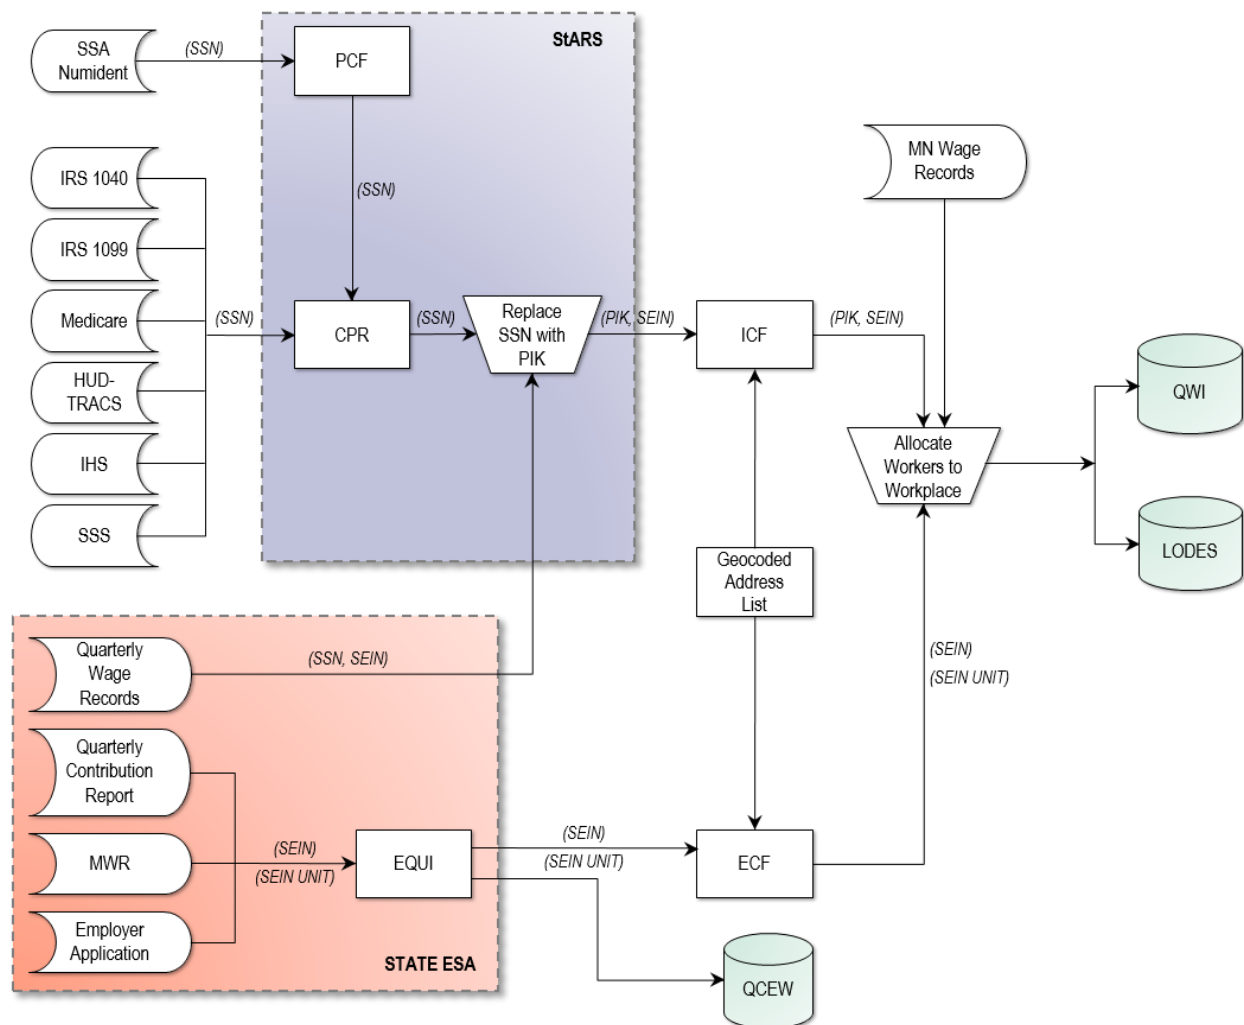 StARS
SSA
Numident
(SSN)
PCF
(SSN)
MN Wage
Records
IRS 1040
IRS 1099
Medicare
HUD-
TRACS
IHS
SSS
(SSN)
CPR
(SSN)
Replace
SSN with
PIK
(PIK, SEIN)
ICF
(PIK, SEIN)
Allocate
Workers to
Workplace
QWI
LODES
Geocoded
Address
List
Quarterly
Wage
Records
(SSN, SEIN)
Quarterly
Contribution
Report
MWR
Employer
Application
(SEIN)
(SEIN UNIT)
EQUI
STATE ESA
(SEIN)
(SEIN UNIT)
ECF
(SEIN)
(SEIN UNIT)
QCEW